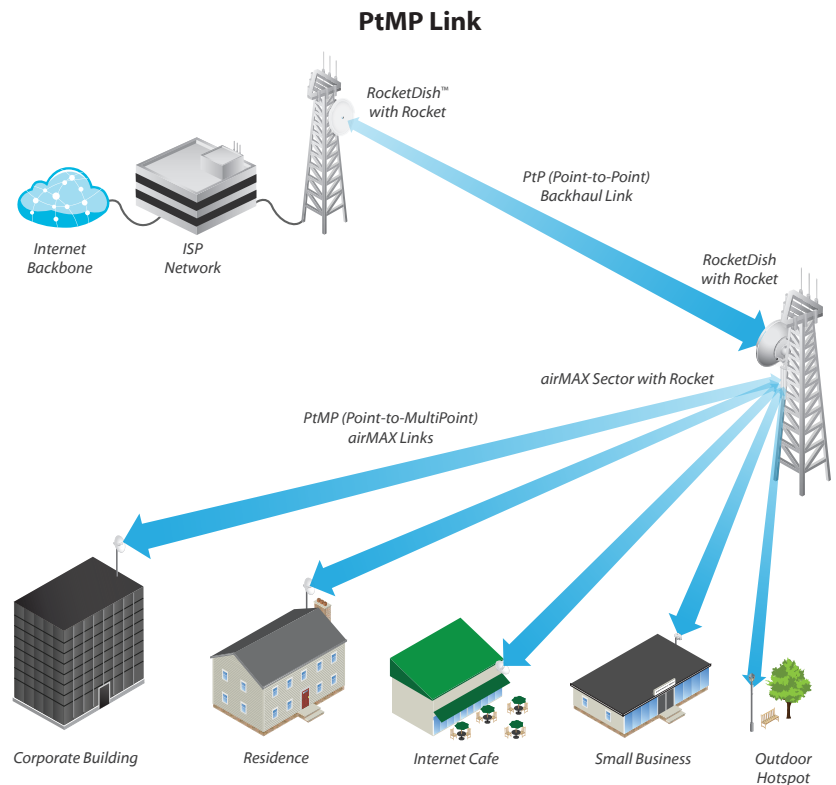 PtMP Link
RocketDish™
with Rocket
PtP (Point-to-Point)
Backhaul Link
Internet
Backbone
ISP
Network
RocketDish
with Rocket
airMAX Sector with Rocket
PtMP (Point-to-MultiPoint)
airMAX Links
Corporate Building
Residence
Internet Cafe
Small Business
Outdoor
Hotspot